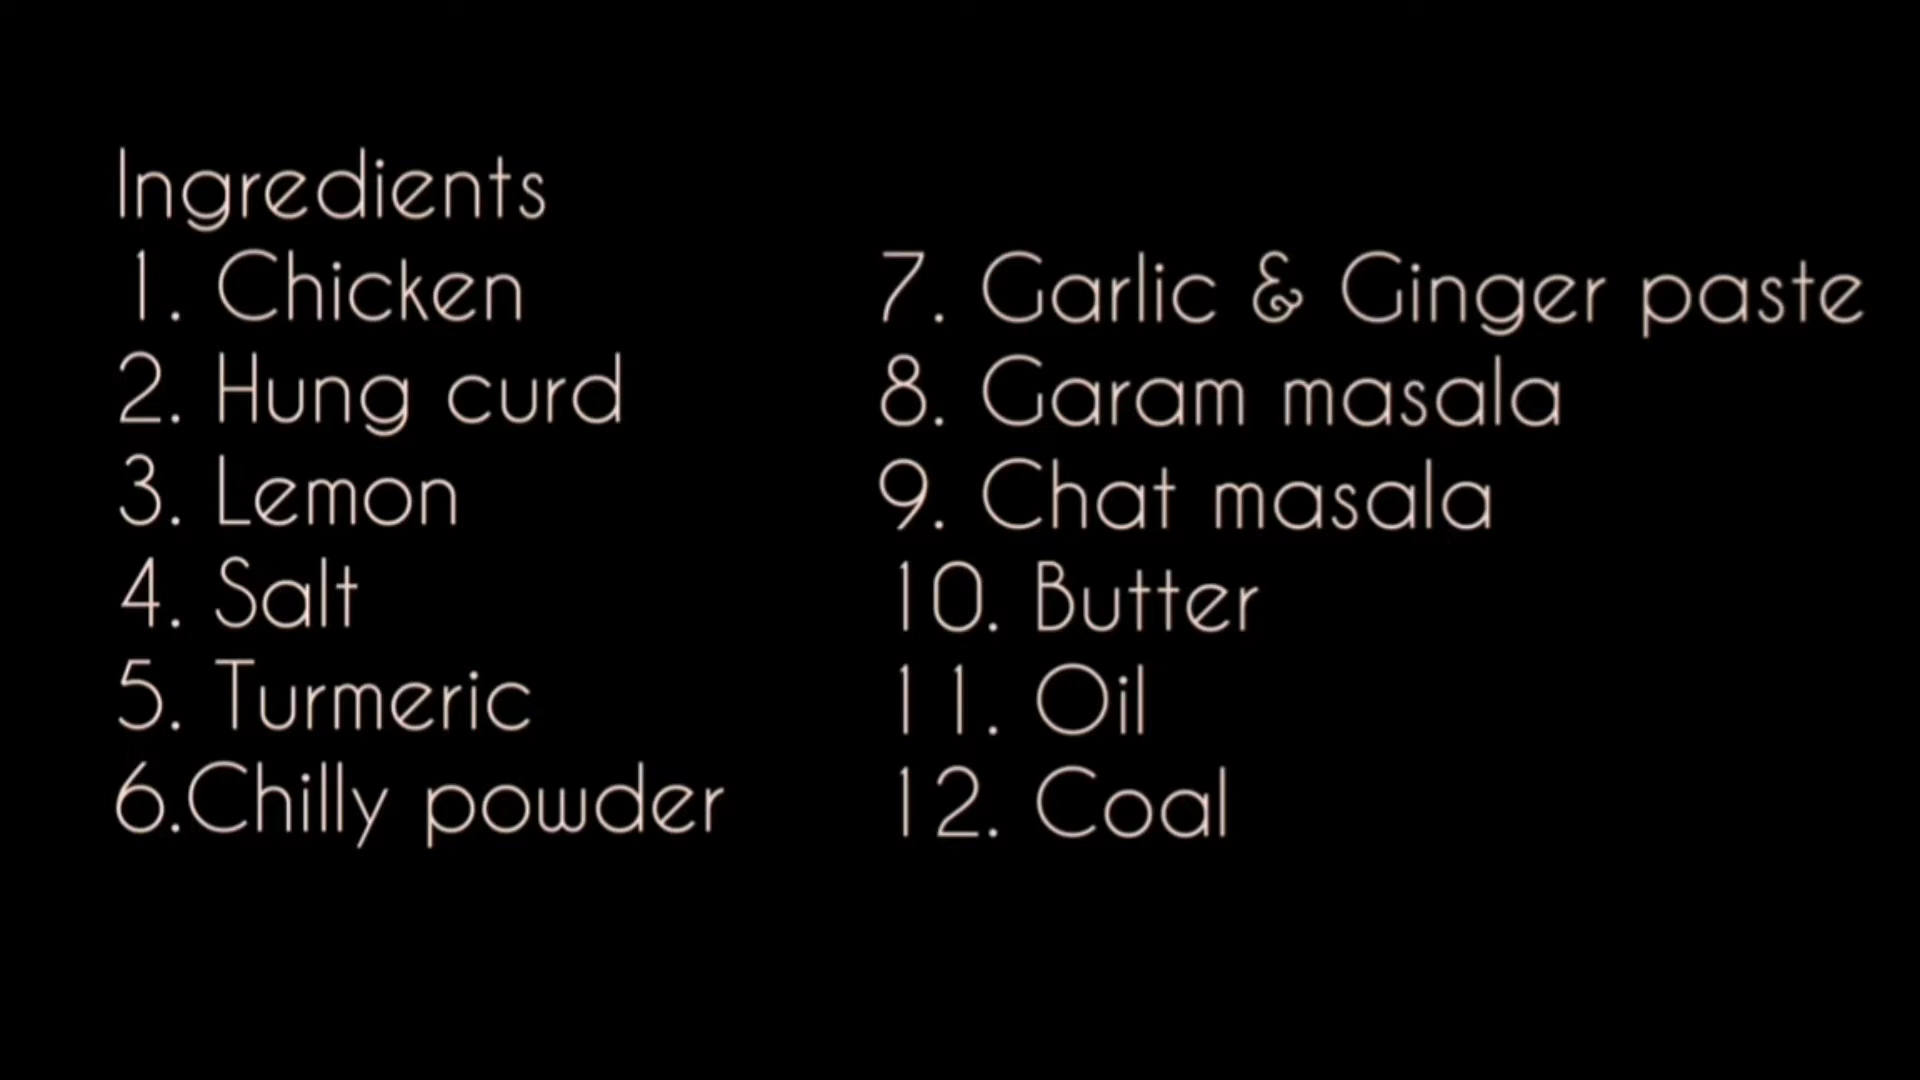 Ingredients
1. Chicken
2. Hung curd
3. Lemon
4. Salt
5. Turmeric
6.Chilly powder
7. Garlic & Ginger paste
8. Garam masala
9. Chat masala
10. Butter
11. Oil
12. Coal